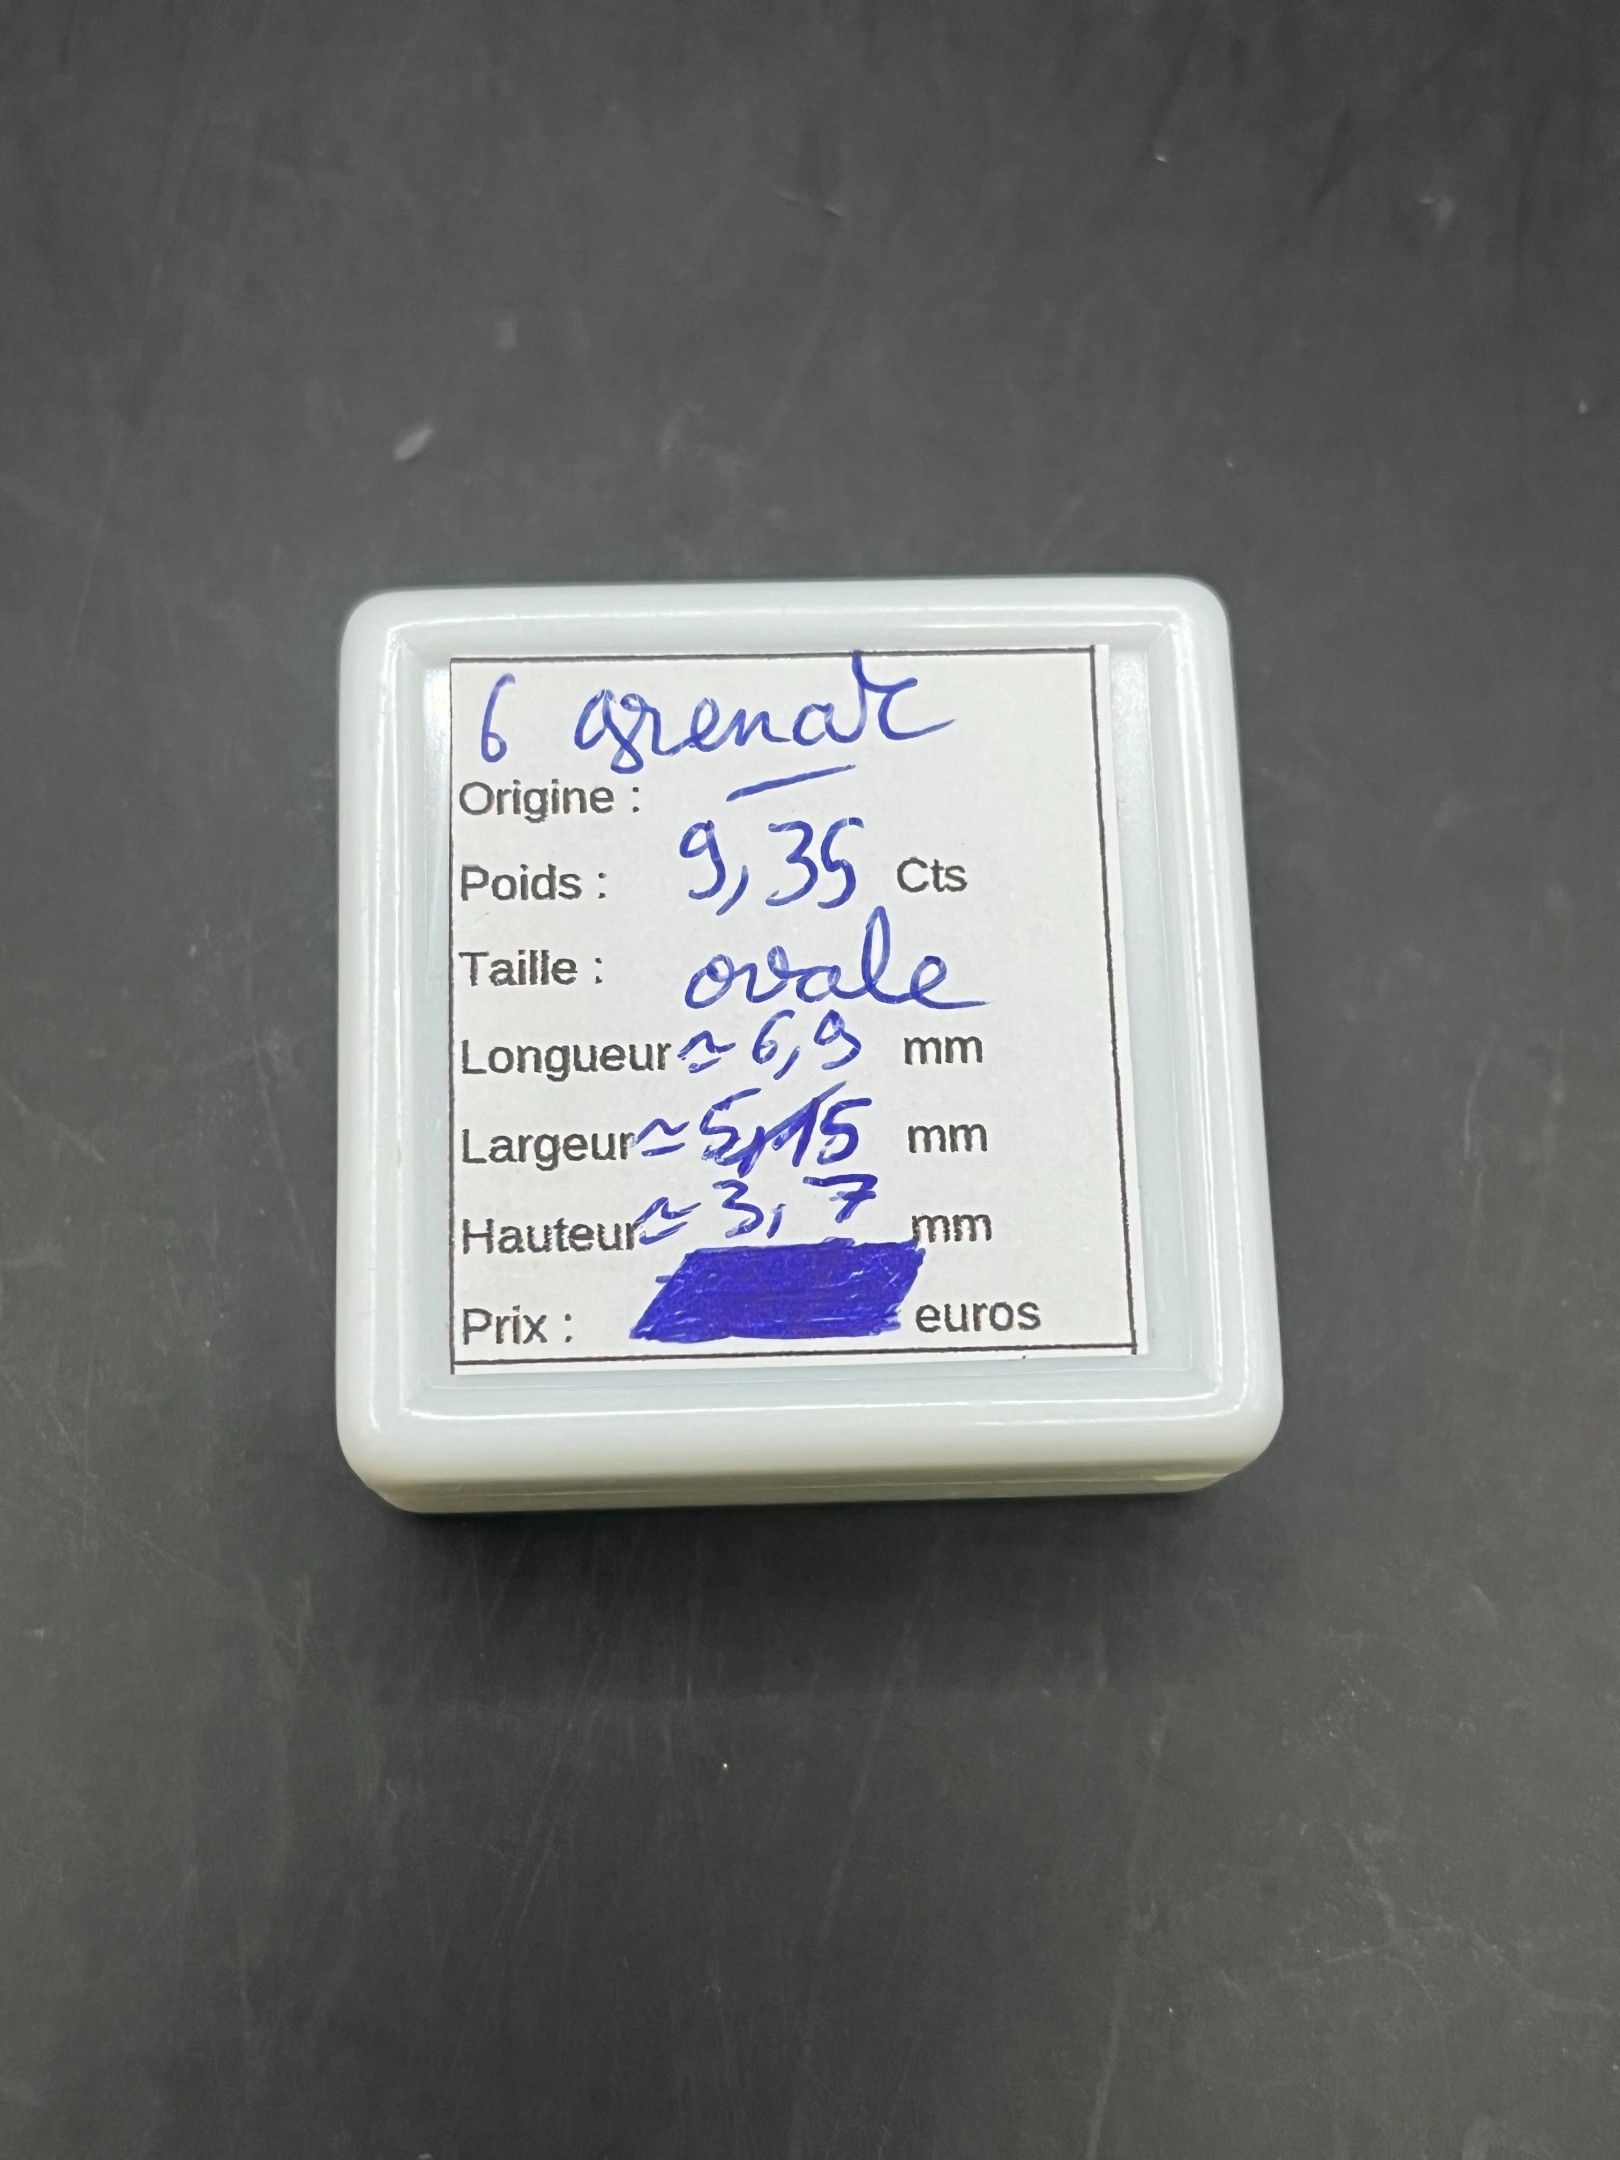 6 grenat
Origine : —
Poids : 9,35 Cts
Taille : ovale
Longueur ≃ 6,9 mm
Largeur ≃ 5,15 mm
Hauteur ≃ 3,7 mm
Prix : euros